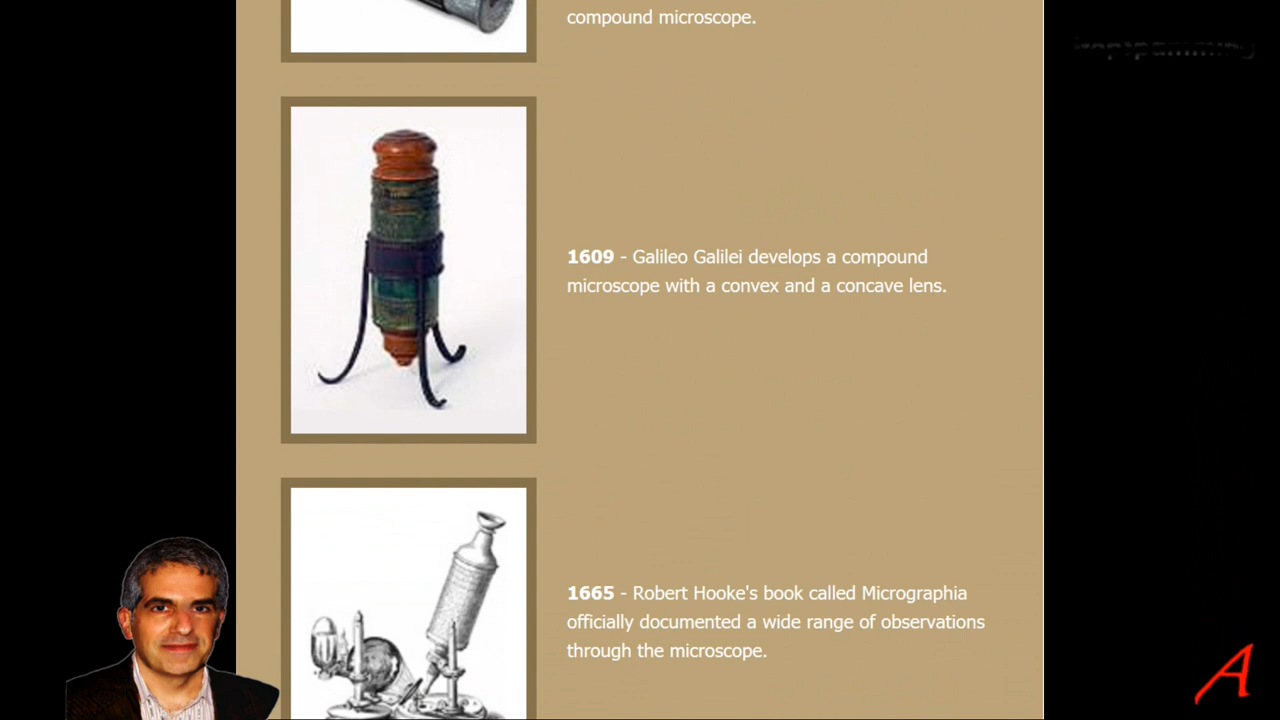 compound microscope.
1609 - Galileo Galilei develops a compound
microscope with a convex and a concave lens.
1665 - Robert Hooke's book called Micrographia
officially documented a wide range of observations
through the microscope.
A